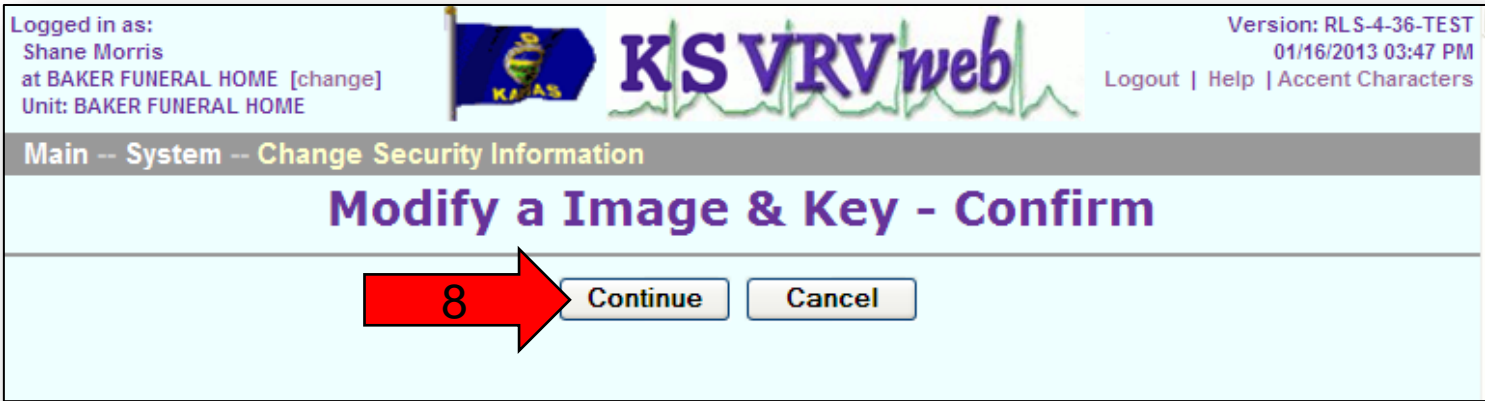 Logged in as:
Shane Morris
at BAKER FUNERAL HOME [change]
Unit: BAKER FUNERAL HOME
KANSAS
KS VRV web
Version: RLS-4-36-TEST
01/16/2013 03:47 PM
Logout | Help | Accent Characters
Main -- System -- Change Security Information
Modify a Image & Key - Confirm
8
Continue Cancel